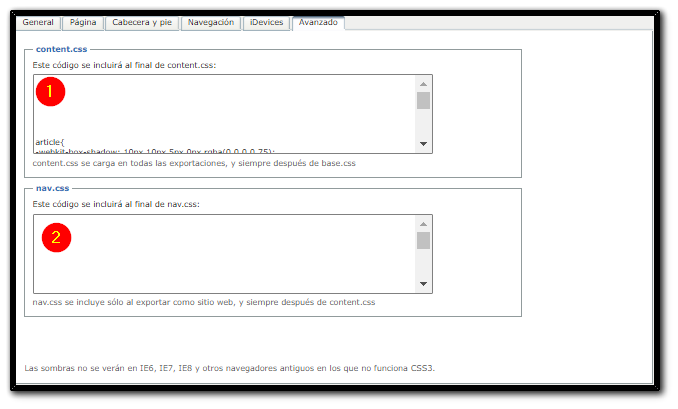 General Página Cabecera y pie Navegación iDevices Avanzado
content.css
Este código se incluirá al final de content.css:
1
article{
-webkit-box-shadow: 10px 10px 5px 0px rgba(0,0,0,0.75);
content.css se carga en todas las exportaciones, y siempre después de base.css
nav.css
Este código se incluirá al final de nav.css:
2
nav.css se incluye sólo al exportar como sitio web, y siempre después de content.css
Las sombras no se verán en IE6, IE7, IE8 y otros navegadores antiguos en los que no funciona CSS3.